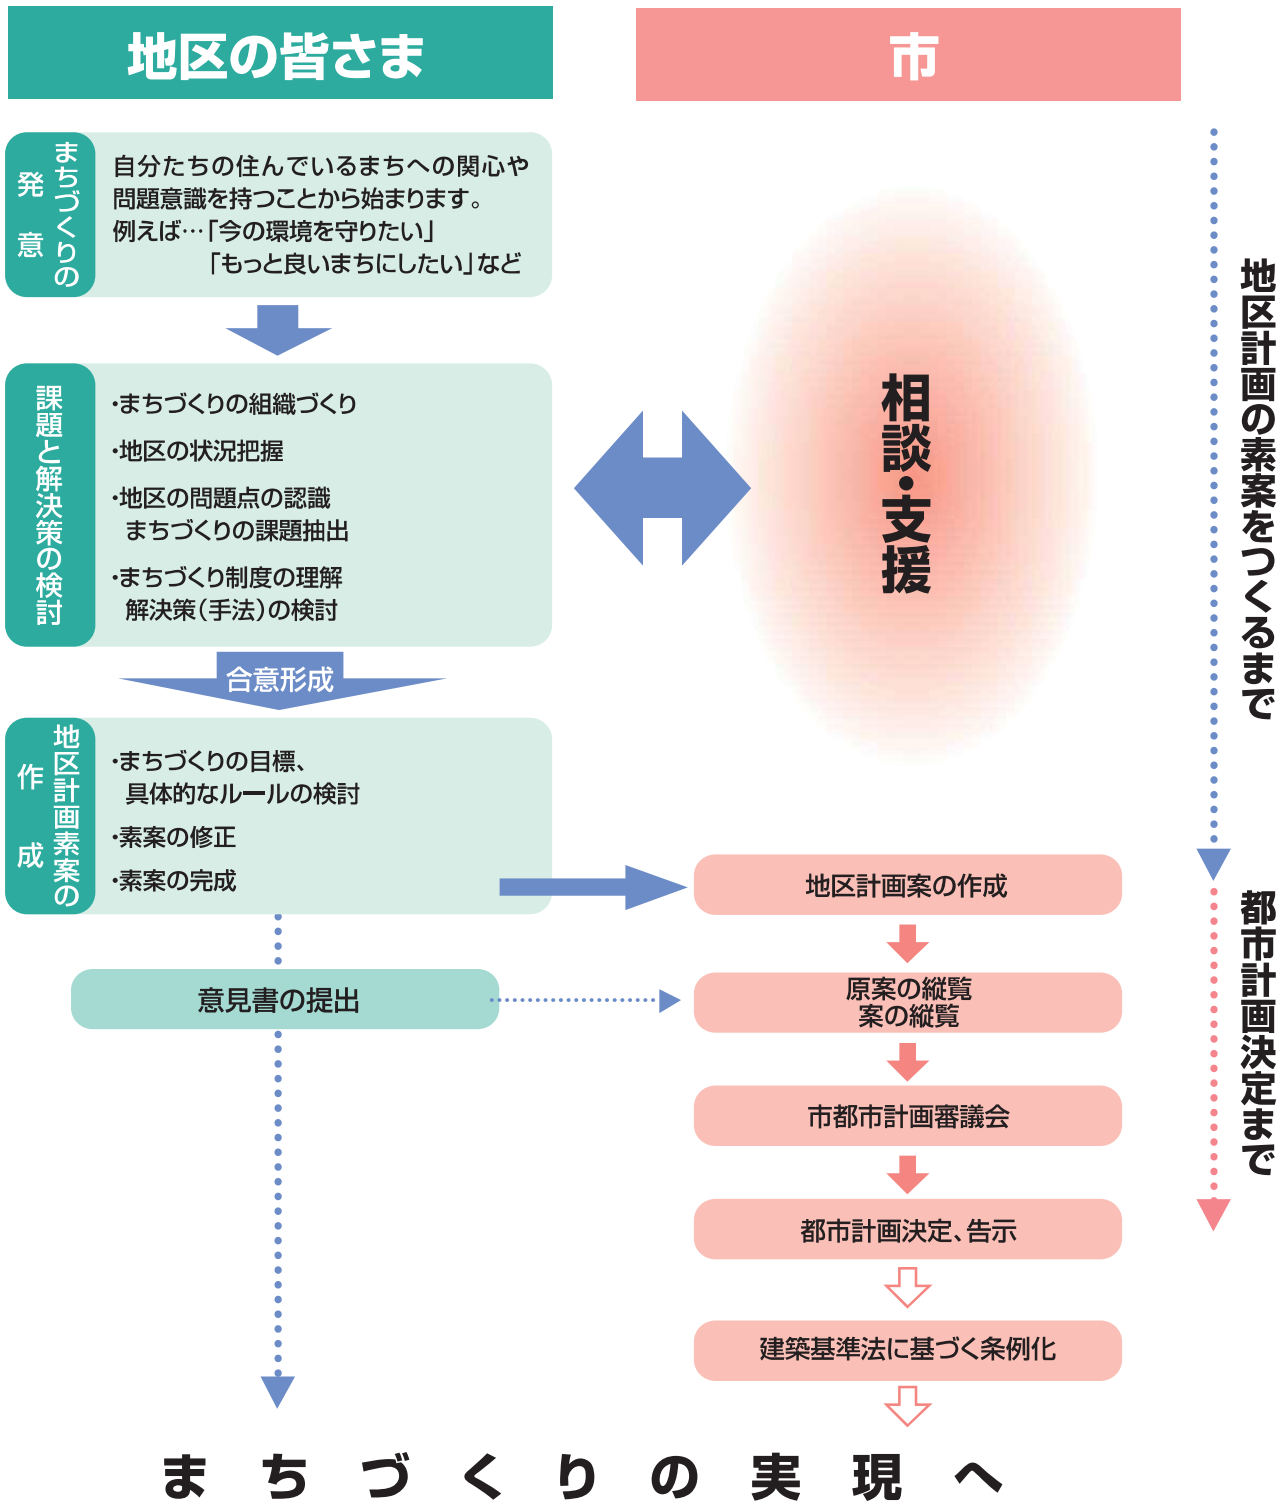 地区の皆さま
市
まちづくりの
発意
自分たちの住んでいるまちへの関心や
問題意識を持つことから始まります。
例えば…「今の環境を守りたい」
「もっと良いまちにしたい」など
課題と解決策の検討
・まちづくりの組織づくり
・地区の状況把握
・地区の問題点の認識
まちづくりの課題抽出
・まちづくり制度の理解
解決策（手法）の検討
相談・支援
地区計画の素案をつくるまで
合意形成
地区計画素案の
作成
・まちづくりの目標、
具体的なルールの検討
・素案の修正
・素案の完成
地区計画案の作成
意見書の提出
原案の縦覧
案の縦覧
市都市計画審議会
都市計画決定、告示
建築基準法に基づく条例化
都市計画決定まで
まちづくりの実現へ